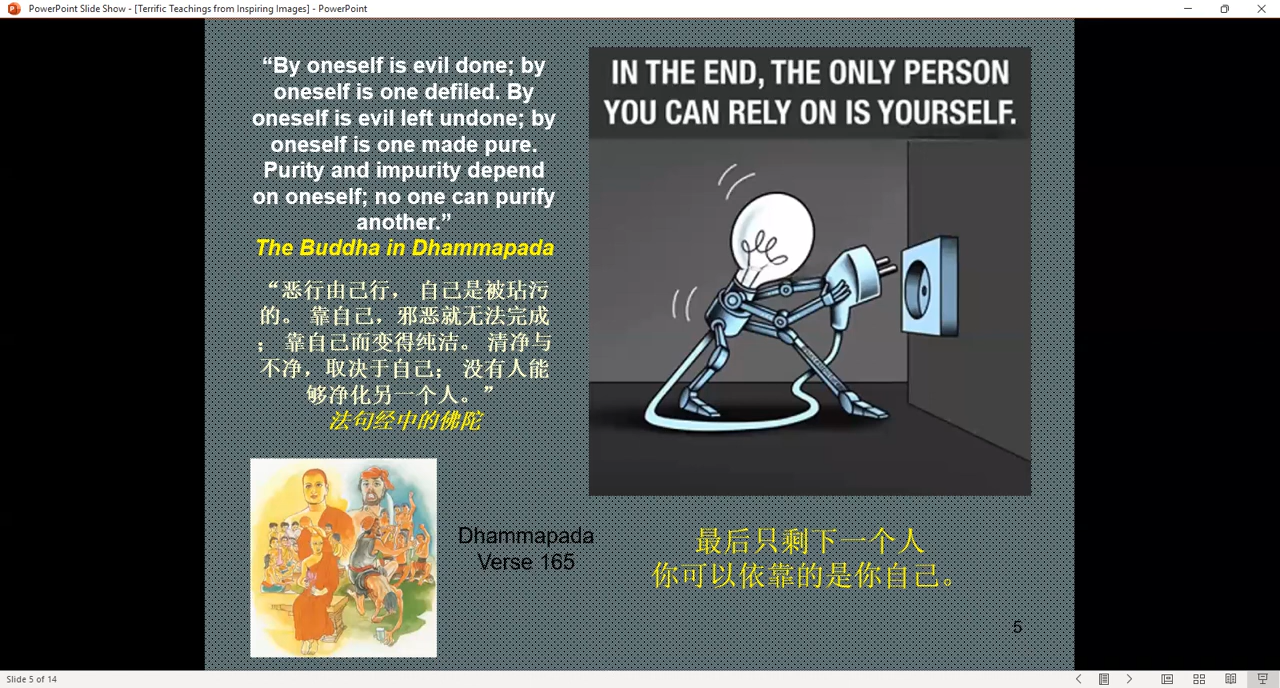 PowerPoint Slide Show - [Terrific Teachings from Inspiring Images] - PowerPoint
“By oneself is evil done; by
oneself is one defiled. By
oneself is evil left undone; by
oneself is one made pure.
Purity and impurity depend
on oneself; no one can purify
another.”
The Buddha in Dhammapada
“恶行由己行， 自己是被玷污
的。 靠自己，邪恶就无法完成
； 靠自己而变得纯洁。 清净与
不净，取决于自己； 没有人能
够净化另一个人。”
法句经中的佛陀
IN THE END, THE ONLY PERSON
YOU CAN RELY ON IS YOURSELF.
Dhammapada
Verse 165
最后只剩下一个人
你可以依靠的是你自己。
5
Slide 5 of 14